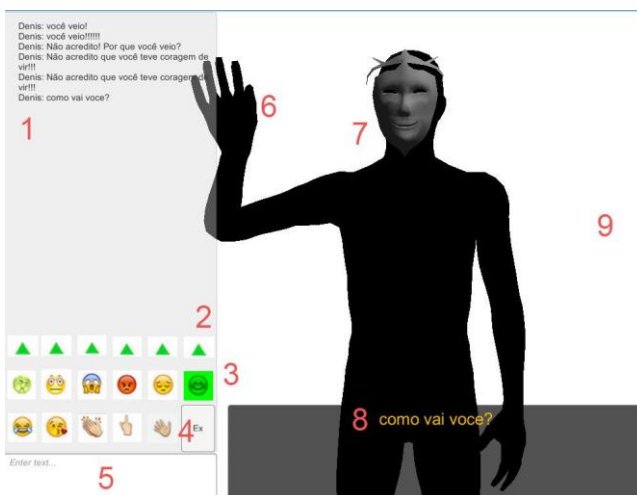 Denis: você veio!
Denis: você veio!!!!!!
Denis: Não acredito! Por que você veio?
Denis: Não acredito que você teve coragem de
vir!!!
Denis: Não acredito que você teve coragem de
vir!!!
Denis: como vai voce?
6
1
7
9
2
3
8 como vai voce?
4
Ex
Enter text...
5